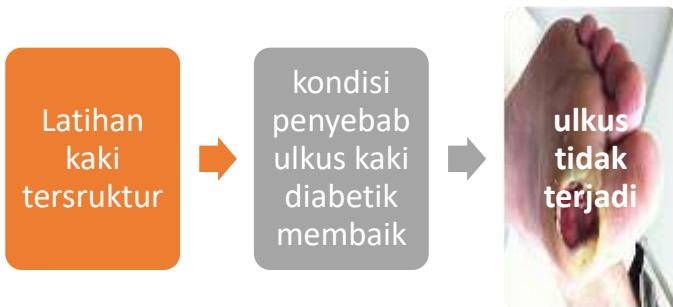 Latihan
kaki
tersruktur
kondisi
penyebab
ulkus kaki
diabetik
membaik
ulkus
tidak
terjadi